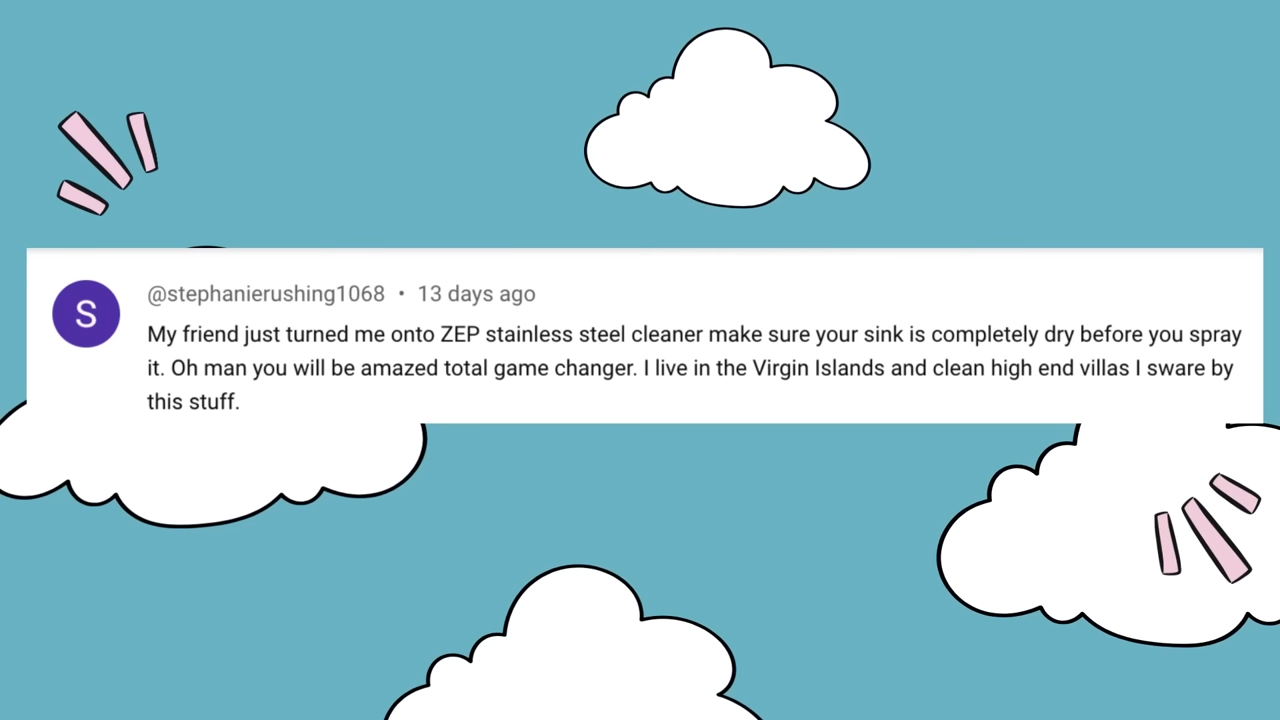 S
@stephanierushing1068 • 13 days ago
My friend just turned me onto ZEP stainless steel cleaner make sure your sink is completely dry before you spray
it. Oh man you will be amazed total game changer. I live in the Virgin Islands and clean high end villas I sware by
this stuff.